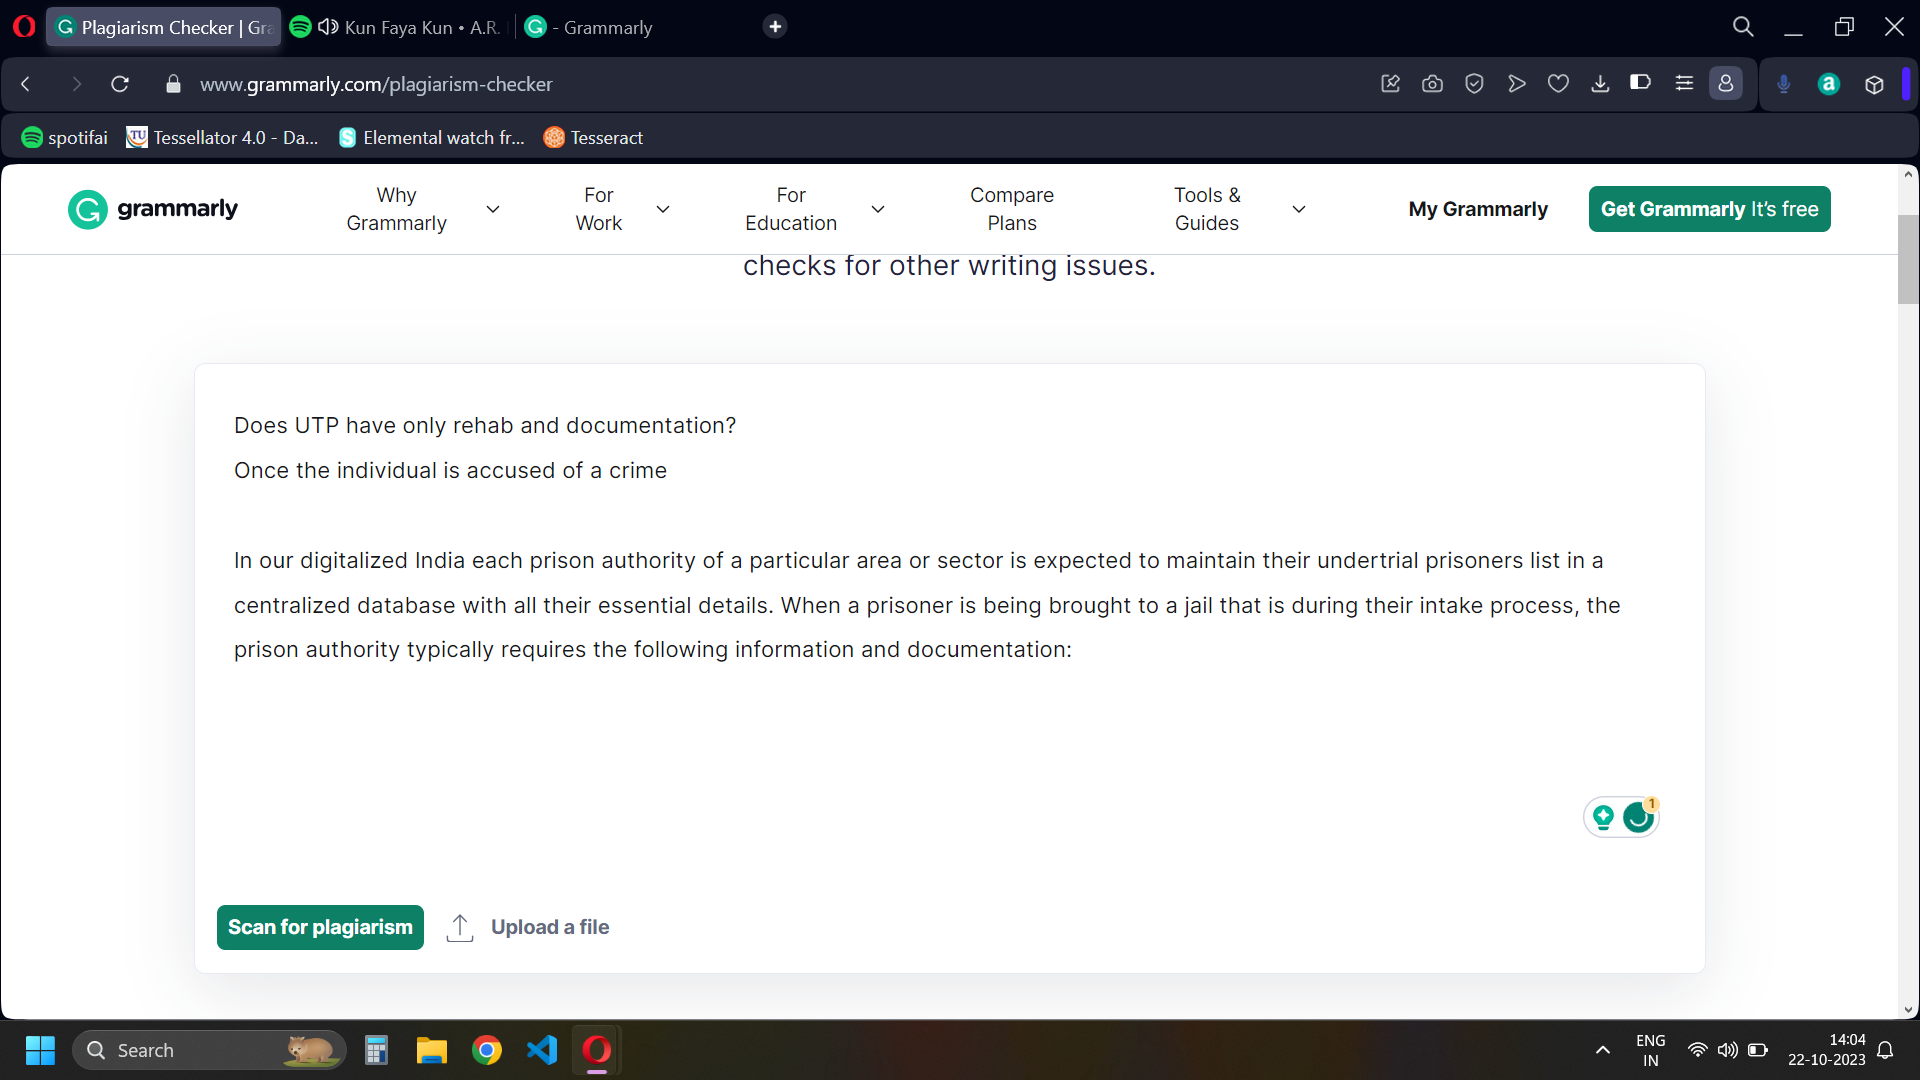 Plagiarism Checker | Gra
Kun Faya Kun • A.R.
- Grammarly
www.grammarly.com/plagiarism-checker
spotifai
TU
Tessellator 4.0 - Da...
Elemental watch fr...
Tesseract
grammarly
Why Grammarly
For Work
For Education
Compare Plans
Tools & Guides
My Grammarly
Get Grammarly It's free
checks for other writing issues.
Does UTP have only rehab and documentation?
Once the individual is accused of a crime
In our digitalized India each prison authority of a particular area or sector is expected to maintain their undertrial prisoners list in a
centralized database with all their essential details. When a prisoner is being brought to a jail that is during their intake process, the
prison authority typically requires the following information and documentation:
1
Scan for plagiarism
Upload a file
Search
ENG
IN
14:04
22-10-2023